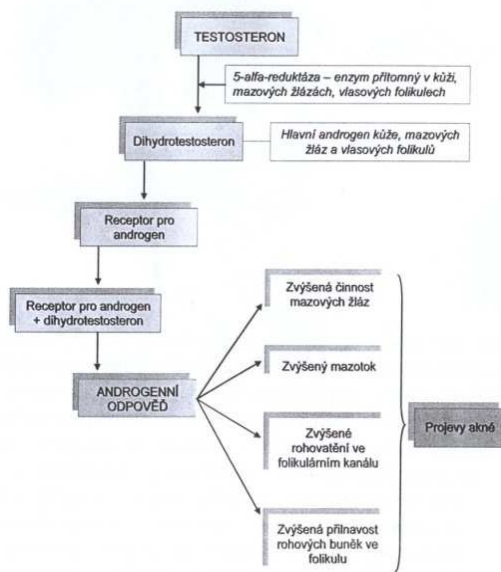 TESTOSTERON
5-alfa-reduktáza – enzym přítomný v kůži,
mazových žlázách, vlasových folikulech
Dihydrotestosteron
Hlavní androgen kůže, mazových
žláz a vlasových folikulů
Receptor pro
androgen
Receptor pro androgen
+ dihydrotestosteron
ANDROGENNÍ
ODPOVĚĎ
Zvýšená činnost
mazových žláz
Zvýšený mazotok
Zvýšené
rohovatění ve
folikulárním kanálu
Zvýšená přilnavost
rohových buněk ve
folikulu
Projevy akné